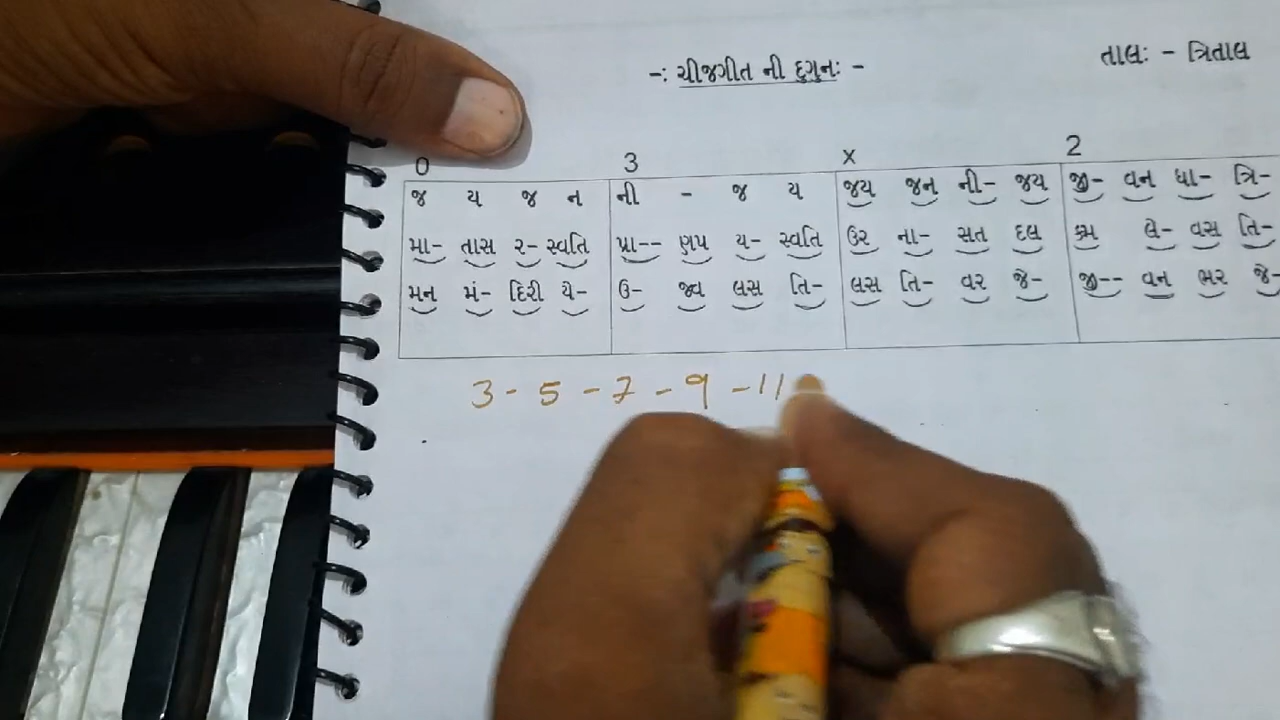 -: ચીજગીત ની દુગુનઃ -
તાલઃ - ત્રિતાલ
0 3 x 2
જ ય જ ન ની - જ ય જય જન ની- જય જી- વન ધા- ત્રિ-
મા- તાસ ર- સ્વતિ પ્રા-- ણપ ય- સ્વતિ ઉર ના- સત દલ કમ લે- વસ તિ-
મન મં- દિરી યે- ઉ- જ્વ લસ તિ- લસ તિ- વર જે- જી-- વન ભર જે-
3 - 5 - 7 - 9 - 11